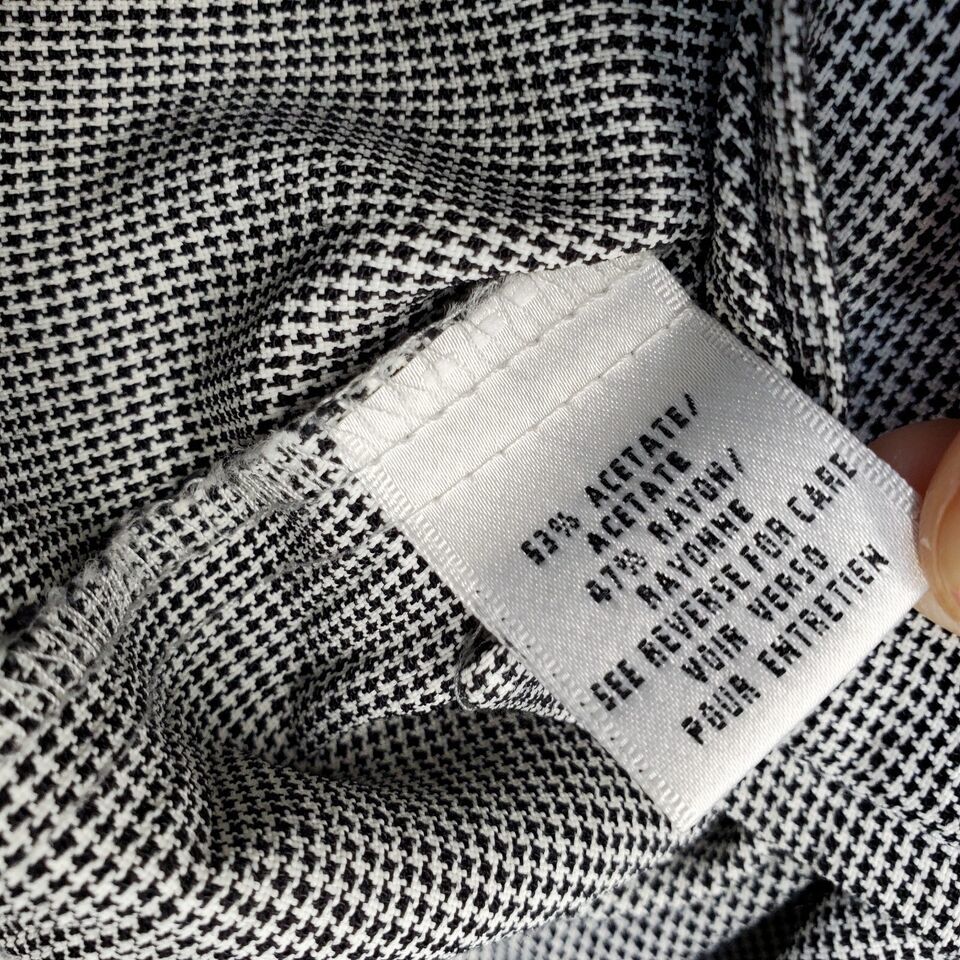 53% ACETATE/
ACETATE
47% RAYON/
RAYONNE
SEE REVERSE FOR CARE
VOIR VERSO
POUR ENTRETIEN